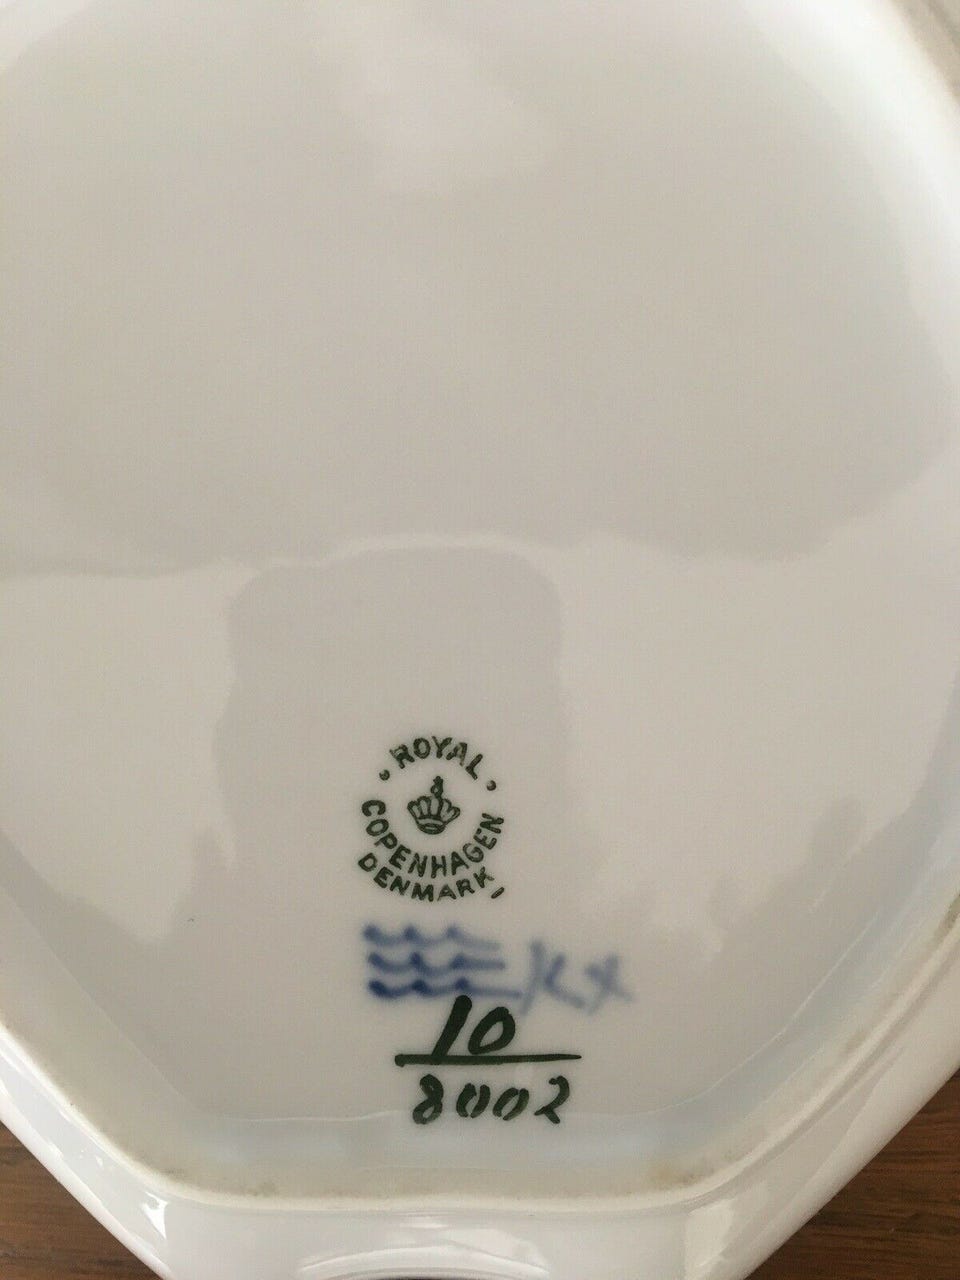 ROYAL
COPENHAGEN
DENMARK
10
8002